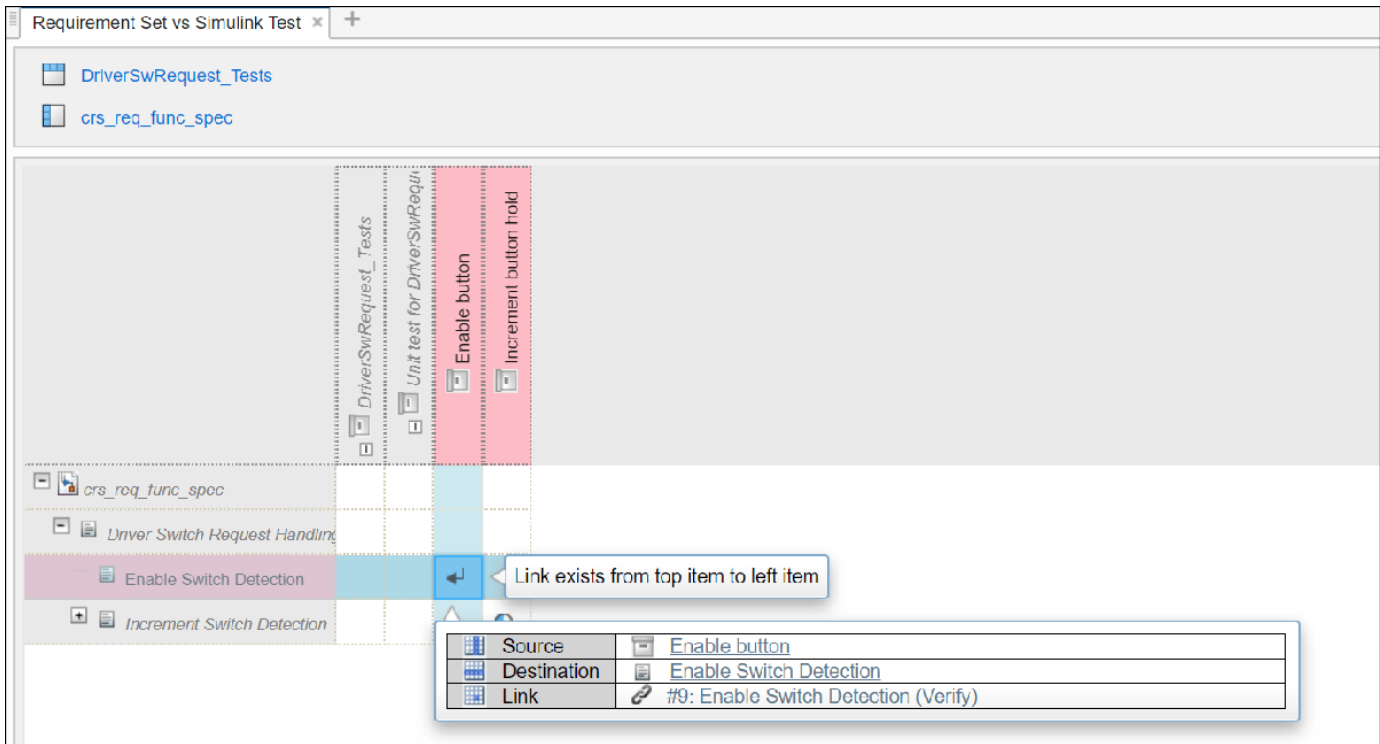 Requirement Set vs Simulink Test × +
DriverSwRequest_Tests
crs_req_func_spec
DriverSwRequest_Tests
Unit test for DriverSwRequ
Enable button
Increment button hold
crs_req_func_spec
Driver Switch Request Handling
Enable Switch Detection
Link exists from top item to left item
Increment Switch Detection
Source Enable button
Destination Enable Switch Detection
Link #9: Enable Switch Detection (Verify)